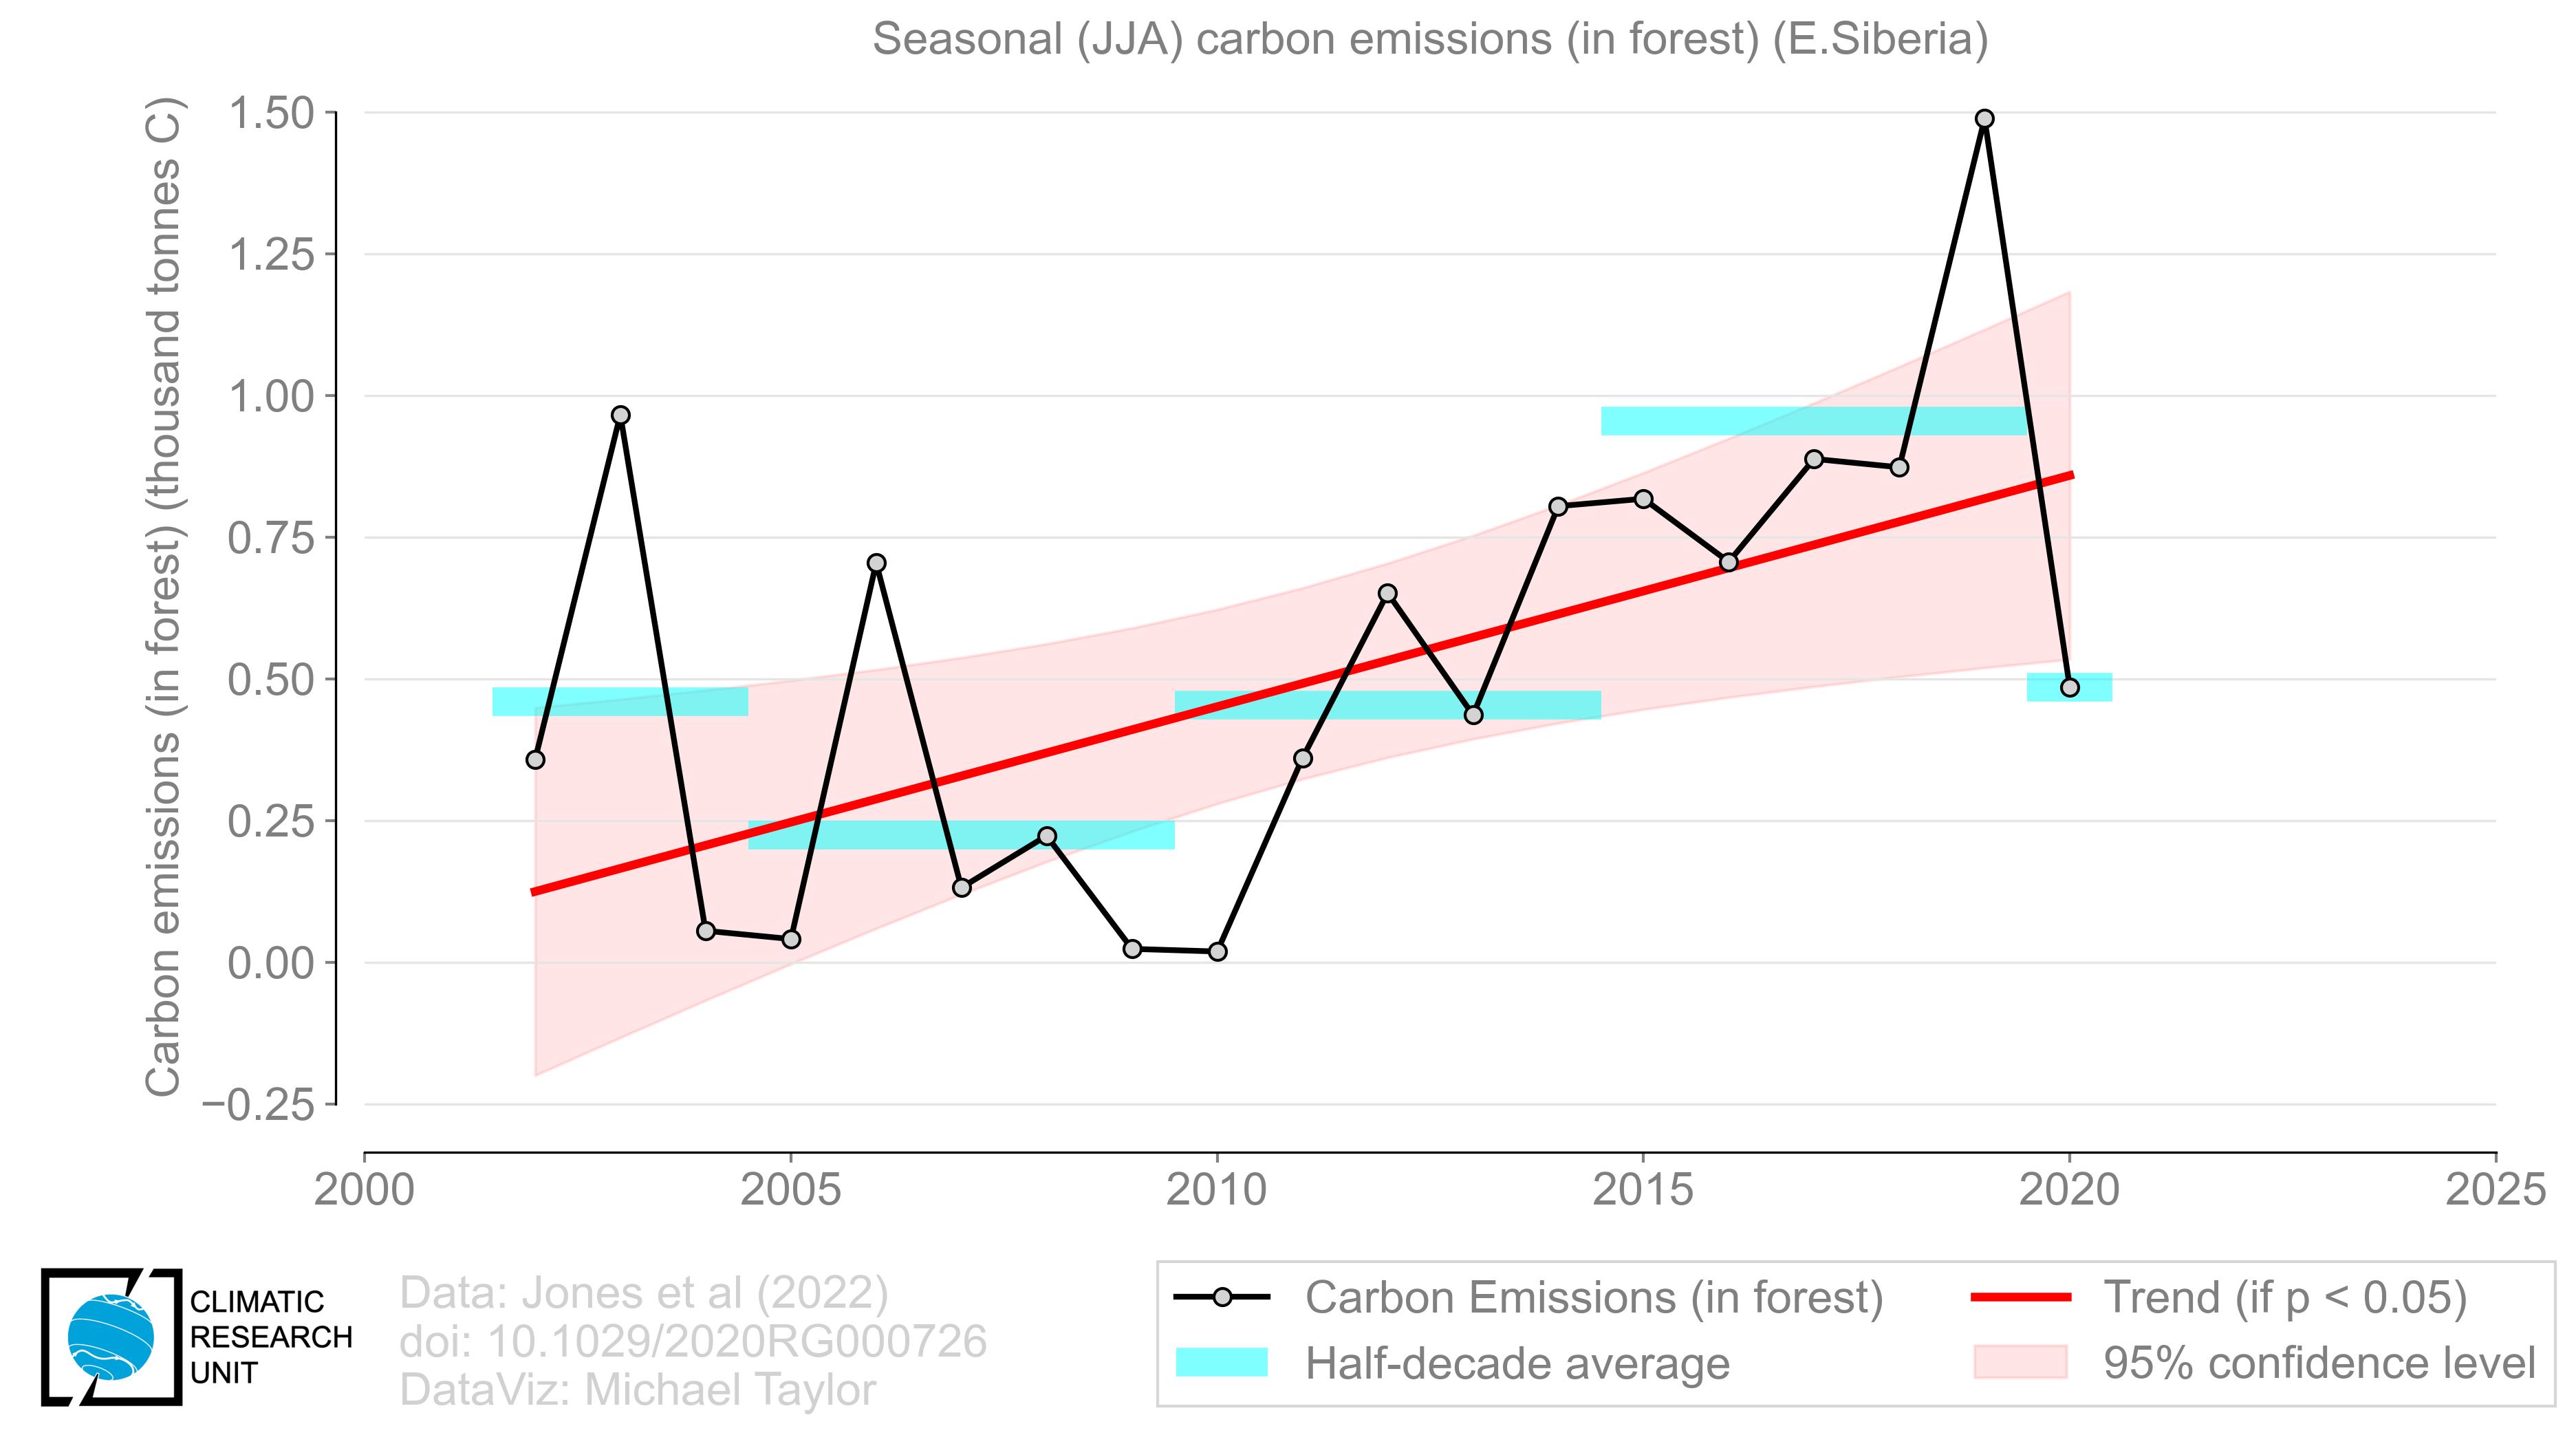 Seasonal (JJA) carbon emissions (in forest) (E.Siberia)
Carbon emissions (in forest) (thousand tonnes C)
1.50
1.25
1.00
0.75
0.50
0.25
0.00
−0.25
2000
2005
2010
2015
2020
2025
CLIMATIC
RESEARCH
UNIT
Data: Jones et al (2022)
doi: 10.1029/2020RG000726
DataViz: Michael Taylor
Carbon Emissions (in forest)
Half-decade average
Trend (if p < 0.05)
95% confidence level